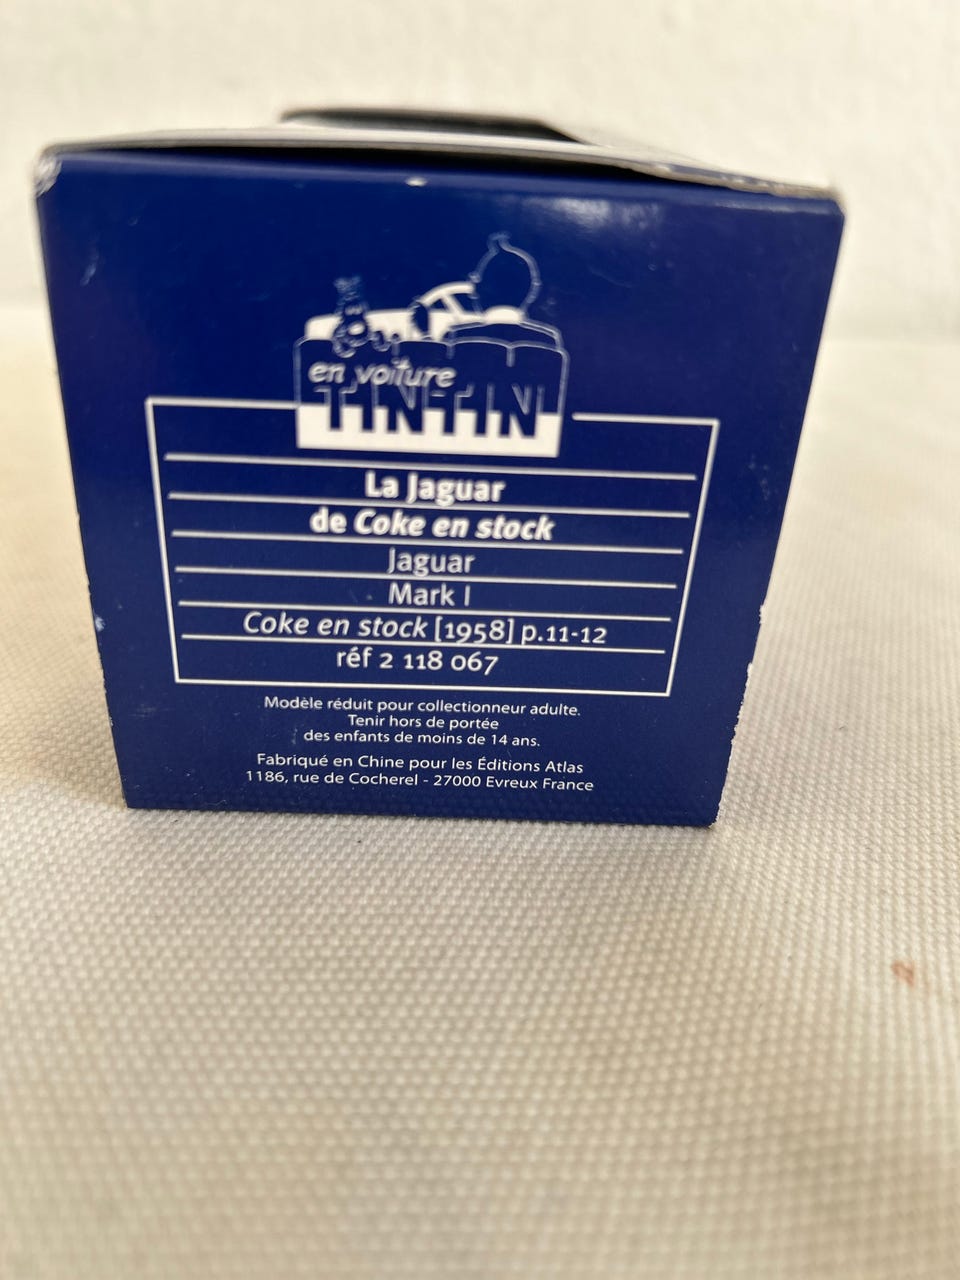 en voiture
TINTIN
La Jaguar
de Coke en stock
Jaguar
Mark I
Coke en stock [1958] p.11-12
réf 2 118 067
Modèle réduit pour collectionneur adulte.
Tenir hors de portée
des enfants de moins de 14 ans.
Fabriqué en Chine pour les Éditions Atlas
1186, rue de Cocherel - 27000 Evreux France